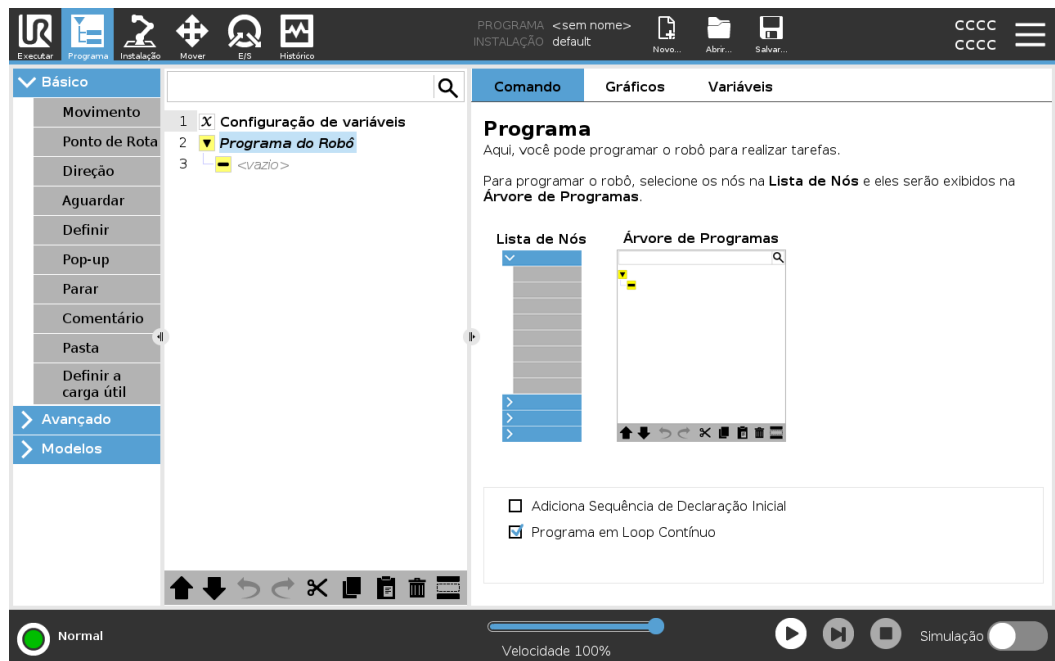 UR
Executar
Programa
Instalação
Mover
E/S
Histórico
PROGRAMA <sem nome>
INSTALAÇÃO default
Novo...
Abrir...
Salvar...
CCCC
CCCC
Básico
Movimento
Ponto de Rota
Direção
Aguardar
Definir
Pop-up
Parar
Comentário
Pasta
Definir a
carga útil
Avançado
Modelos
1 X Configuração de variáveis
2 Programa do Robô
3 <vazio>
Comando Gráficos Variáveis
Programa
Aqui, você pode programar o robô para realizar tarefas.
Para programar o robô, selecione os nós na Lista de Nós e eles serão exibidos na
Árvore de Programas.
Lista de Nós
Árvore de Programas
Adiciona Sequência de Declaração Inicial
Programa em Loop Contínuo
Normal
Velocidade 100%
Simulação